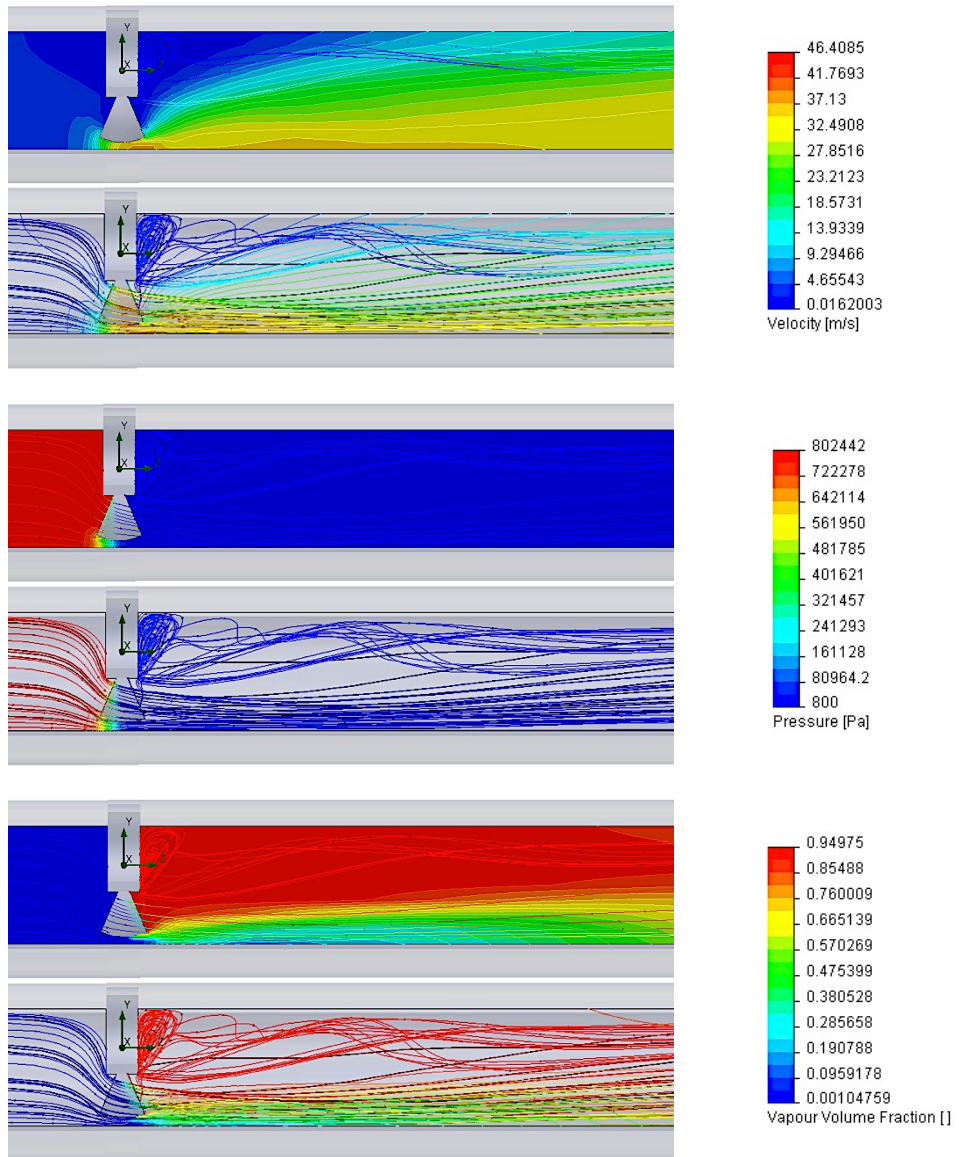 Y
X
46.4085
41.7693
37.13
32.4908
27.8516
23.2123
18.5731
13.9339
9.29466
4.65543
0.0162003
Velocity [m/s]
Y
X
Y
X
802442
722278
642114
561950
481785
401621
321457
241293
161128
80964.2
800
Pressure [Pa]
Y
X
Y
X
0.94975
0.85488
0.760009
0.665139
0.570269
0.475399
0.380528
0.285658
0.190788
0.0959178
0.00104759
Vapour Volume Fraction [ ]
Y
X